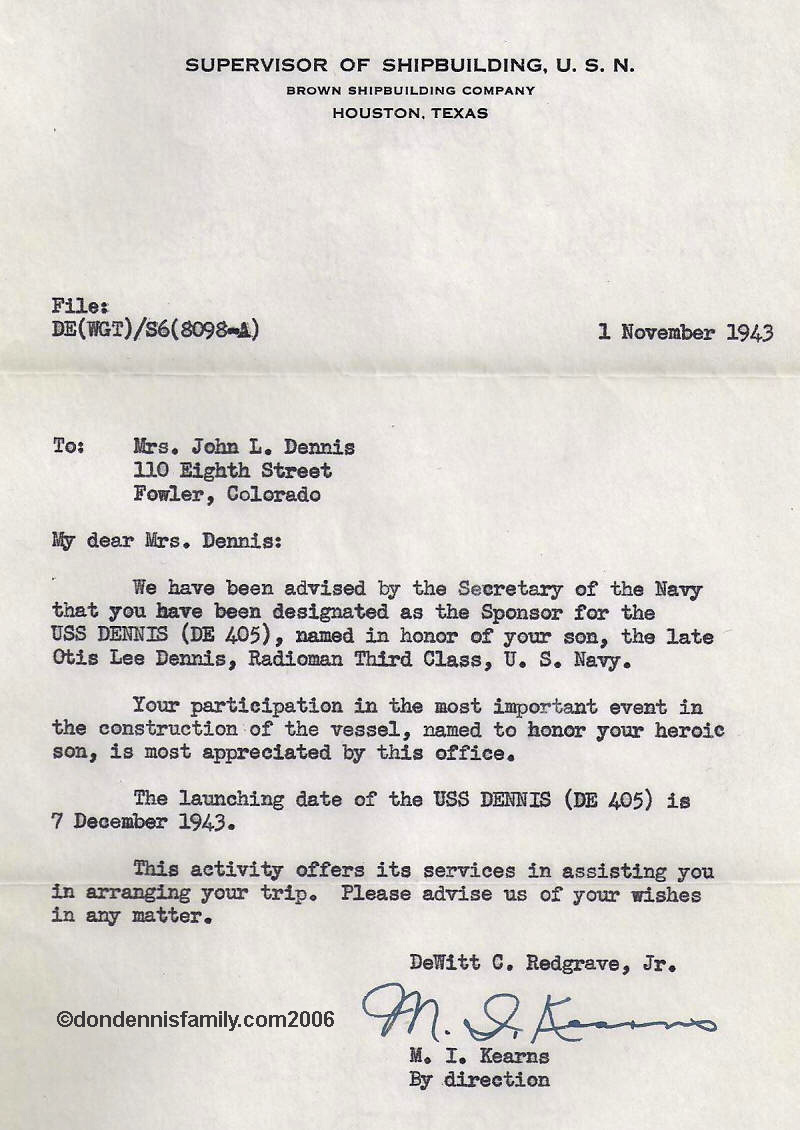 SUPERVISOR OF SHIPBUILDING, U. S. N.
BROWN SHIPBUILDING COMPANY
HOUSTON, TEXAS
File:
DE(WGT)/S6(8098-A)
1 November 1943
To: Mrs. John L. Dennis
110 Eighth Street
Fowler, Colorado
My dear Mrs. Dennis:
We have been advised by the Secretary of the Navy
that you have been designated as the Sponsor for the
USS DENNIS (DE 405), named in honor of your son, the late
Otis Lee Dennis, Radioman Third Class, U. S. Navy.
Your participation in the most important event in
the construction of the vessel, named to honor your heroic
son, is most appreciated by this office.
The launching date of the USS DENNIS (DE 405) is
7 December 1943.
This activity offers its services in assisting you
in arranging your trip. Please advise us of your wishes
in any matter.
DeWitt C. Redgrave, Jr.
M. I. Kearns
©dondennisfamily.com2006
M. I. Kearns
By direction